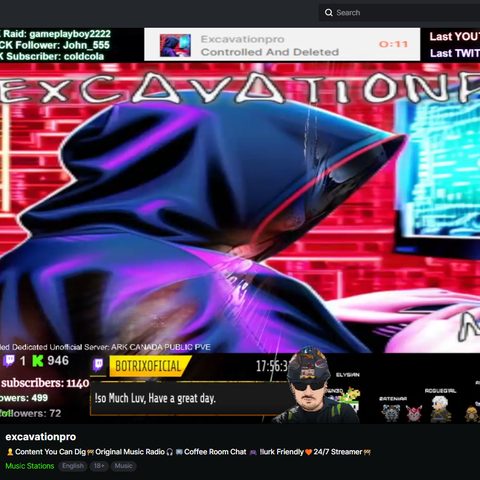 Search
Raid: gameplayboy2222
CK Follower: John_555
K Subscriber: coldcola
Excavationpro
Controlled And Deleted
0:11
Last YOUT
Last TWIT
EXCAVATIONP
led Dedicated Unofficial Server: ARK CANADA PUBLIC PVE
1 K 946
BOTRIXOFICIAL
17:56:3
subscribers: 1140
owers: 499
ollowers: 72
!so Much Luv, Have a great day.
ELYSIAN
ROGUEGIRL
excavationpro
Content You Can Dig Original Music Radio Coffee Room Chat !lurk Friendly 24/7 Streamer
Music Stations English 18+ Music